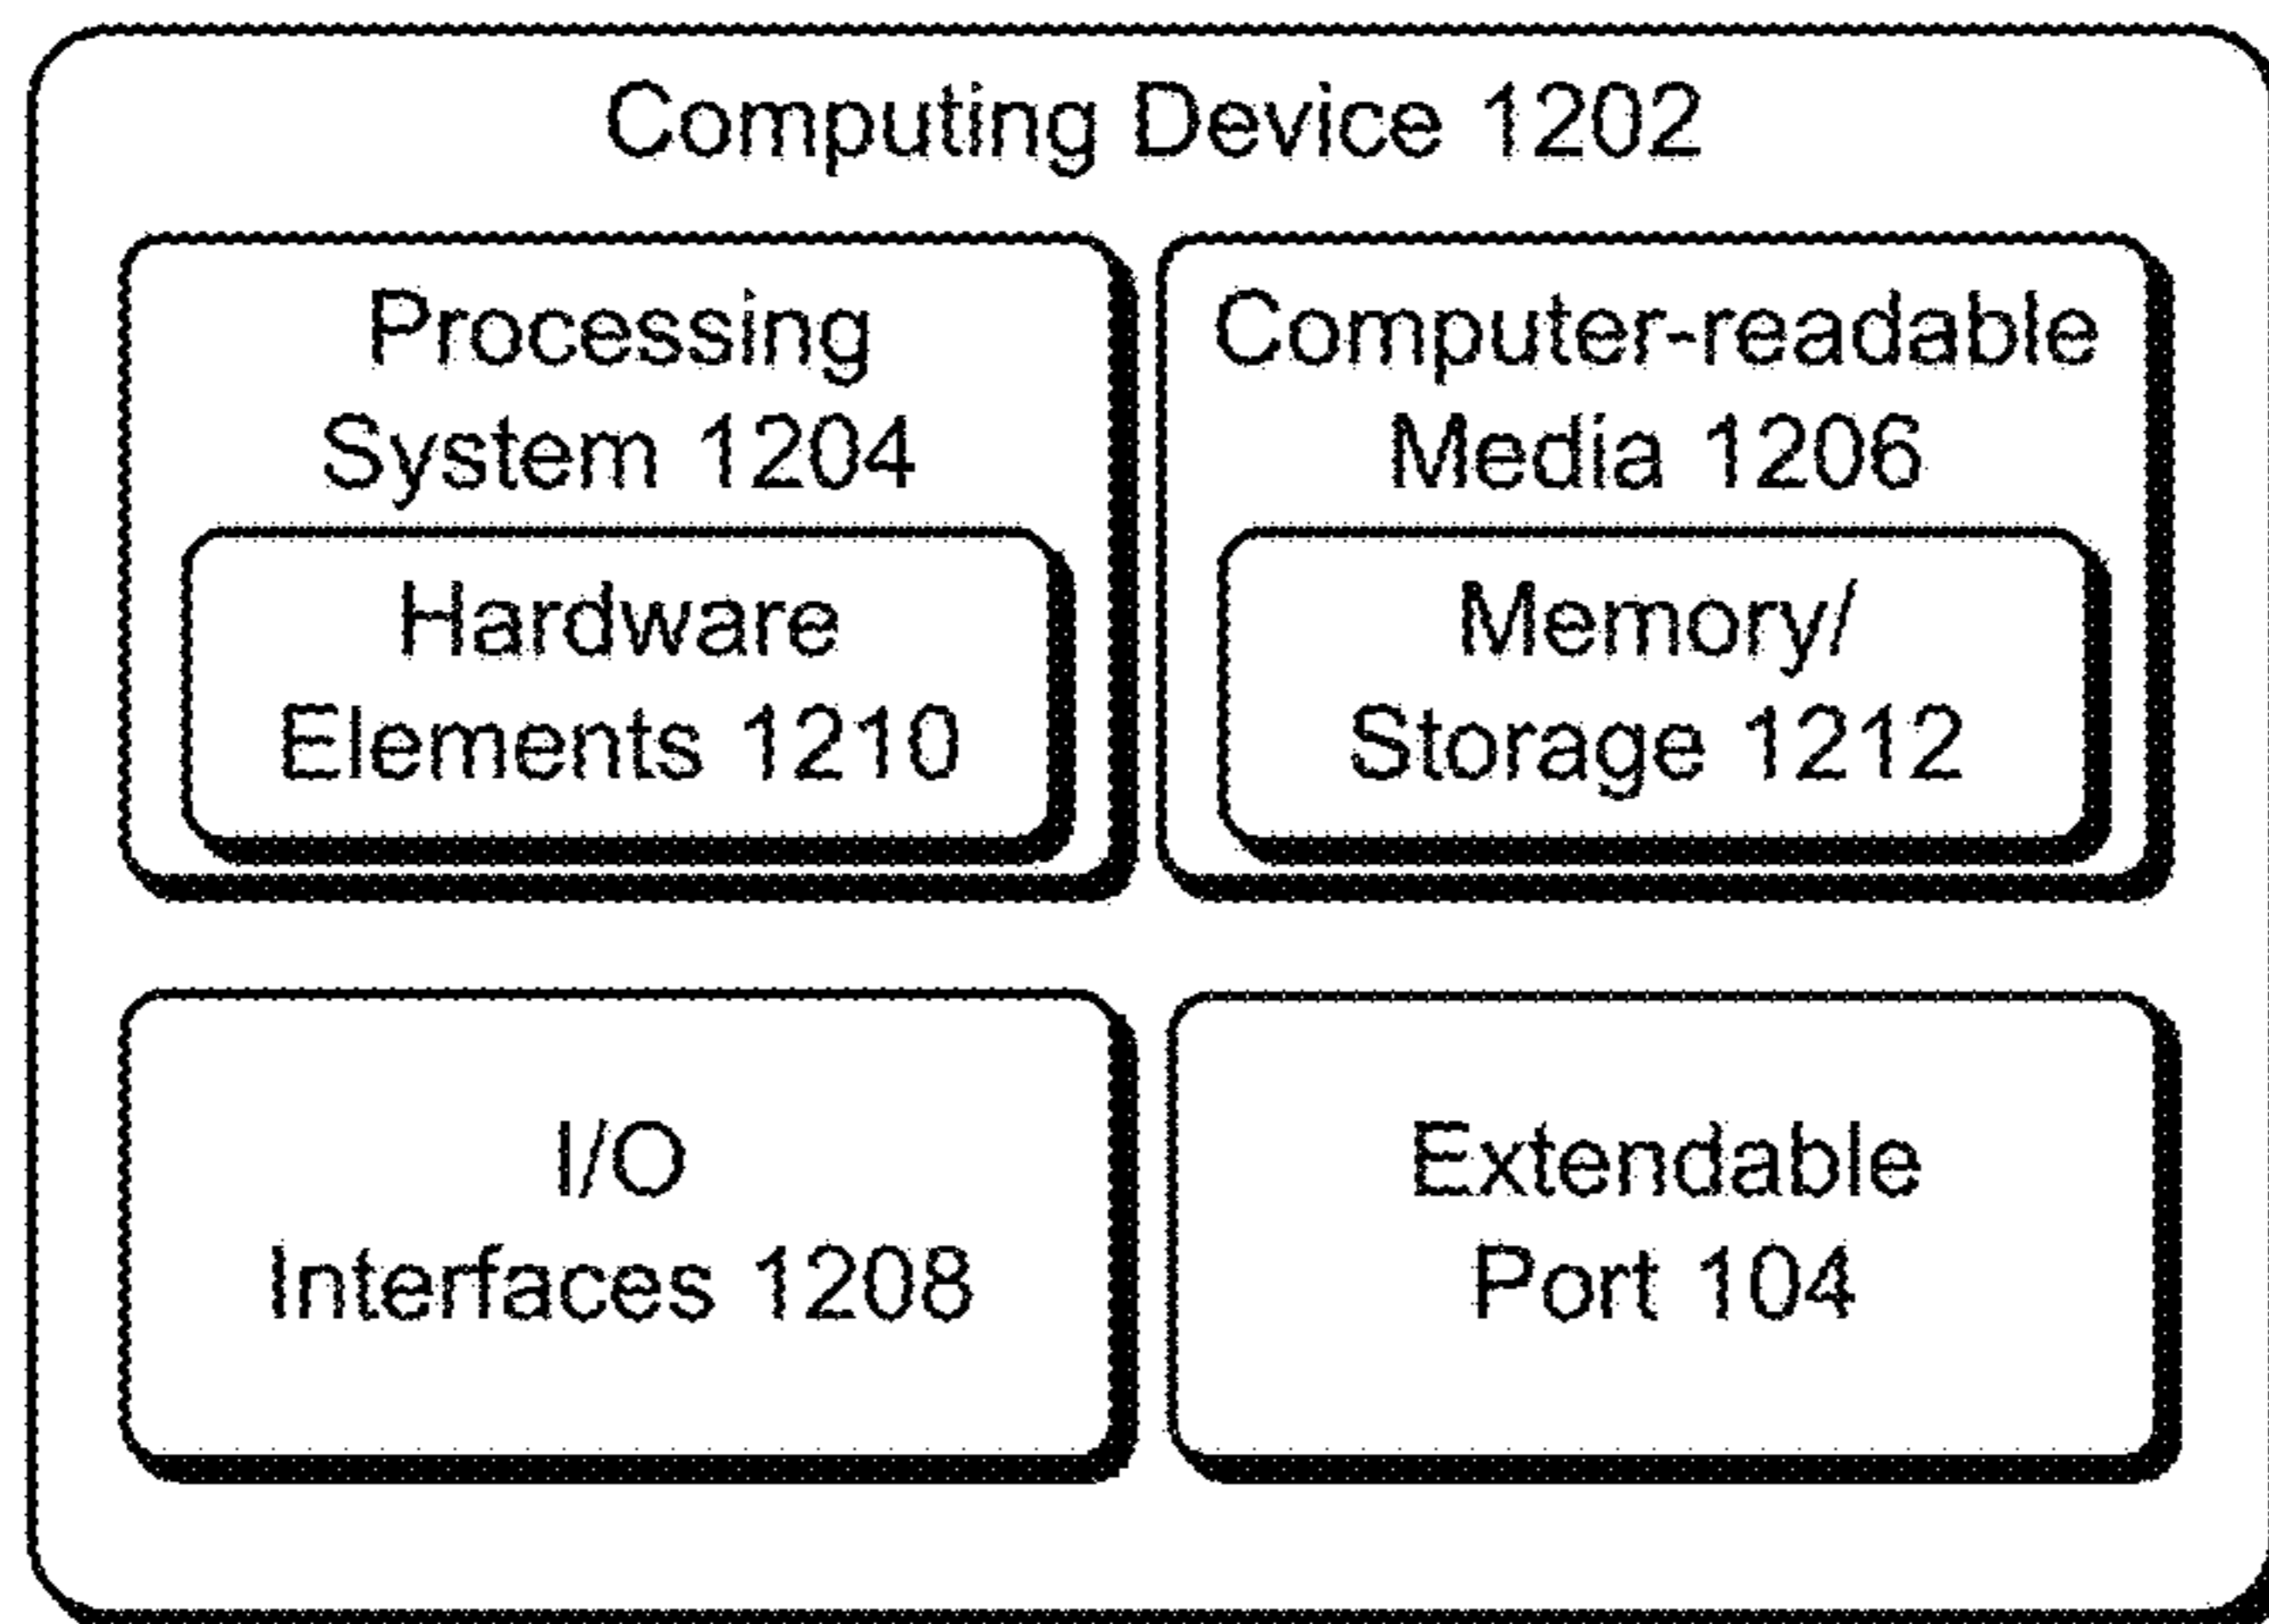 Computing Device 1202
Processing
System 1204
Hardware
Elements 1210
Computer-readable
Media 1206
Memory/
Storage 1212
I/O
Interfaces 1208
Extendable
Port 104